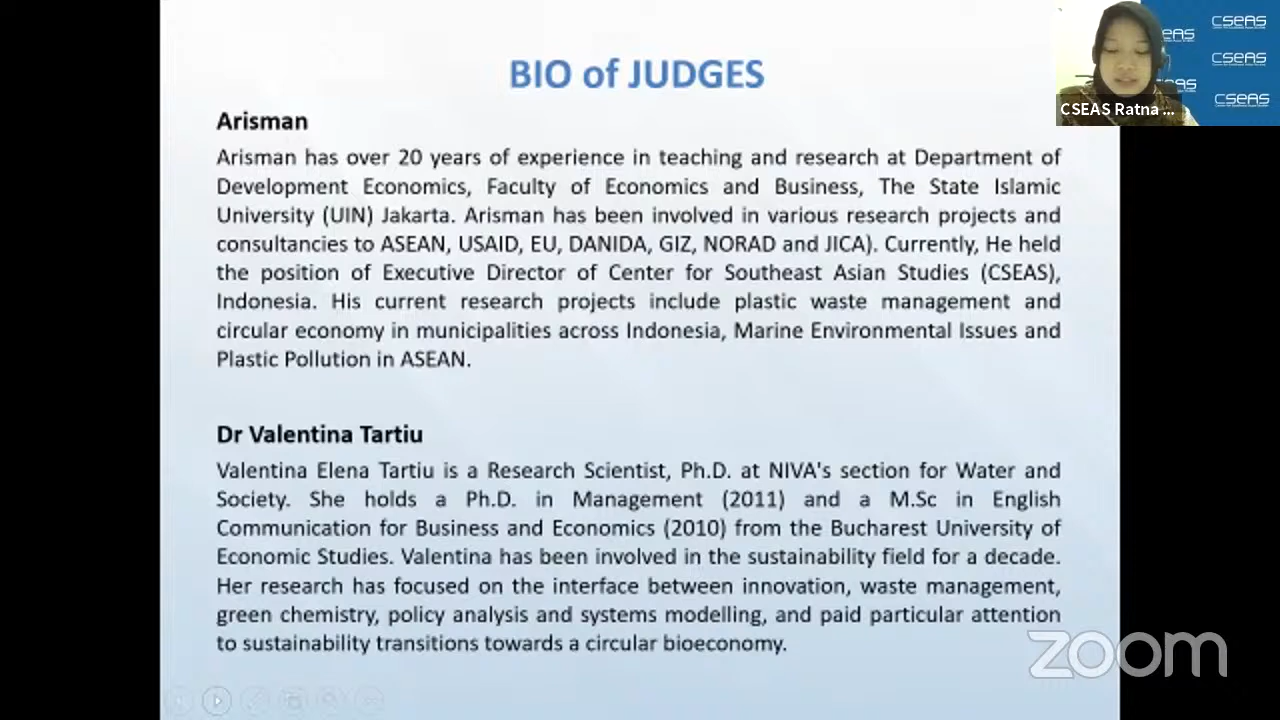 BIO of JUDGES
Arisman
Arisman has over 20 years of experience in teaching and research at Department of
Development Economics, Faculty of Economics and Business, The State Islamic
University (UIN) Jakarta. Arisman has been involved in various research projects and
consultancies to ASEAN, USAID, EU, DANIDA, GIZ, NORAD and JICA). Currently, He held
the position of Executive Director of Center for Southeast Asian Studies (CSEAS),
Indonesia. His current research projects include plastic waste management and
circular economy in municipalities across Indonesia, Marine Environmental Issues and
Plastic Pollution in ASEAN.
Dr Valentina Tartiu
Valentina Elena Tartiu is a Research Scientist, Ph.D. at NIVA's section for Water and
Society. She holds a Ph.D. in Management (2011) and a M.Sc in English
Communication for Business and Economics (2010) from the Bucharest University of
Economic Studies. Valentina has been involved in the sustainability field for a decade.
Her research has focused on the interface between innovation, waste management,
green chemistry, policy analysis and systems modelling, and paid particular attention
to sustainability transitions towards a circular bioeconomy.
CSEAS
EAS
CSEAS
EAS
CSEAS
CSEAS Ratna ...
zoom